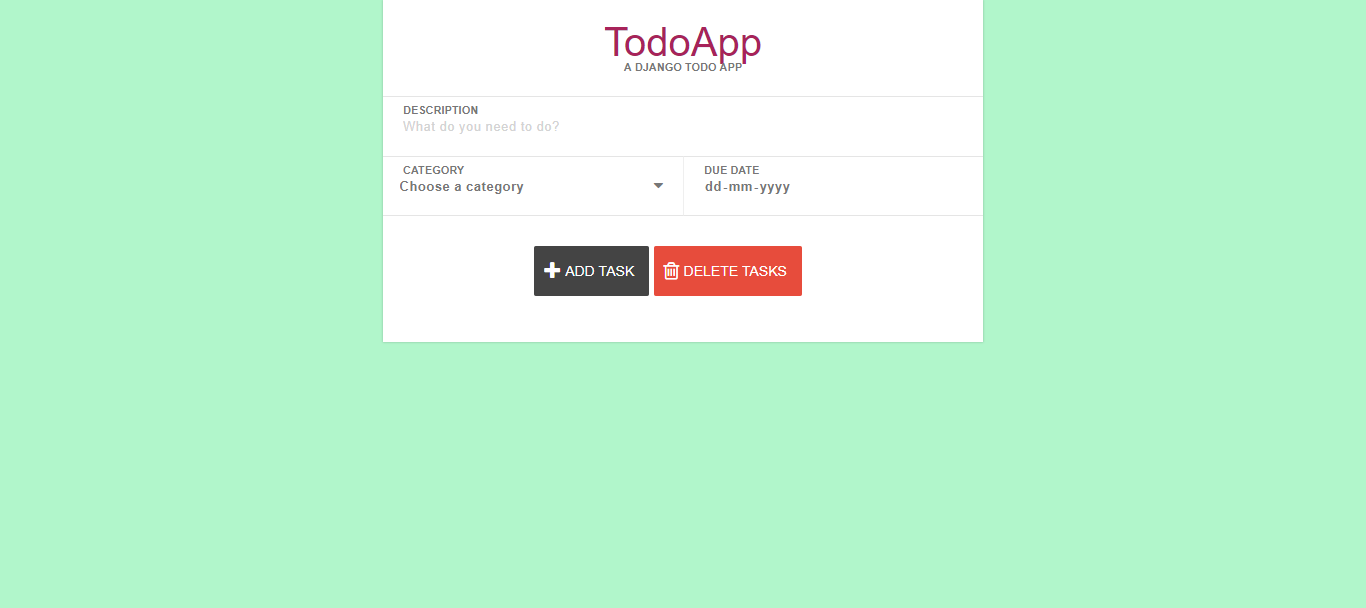 TodoApp
A DJANGO TODO APP
DESCRIPTION
What do you need to do?
CATEGORY DUE DATE
Choose a category dd-mm-yyyy
ADD TASK DELETE TASKS